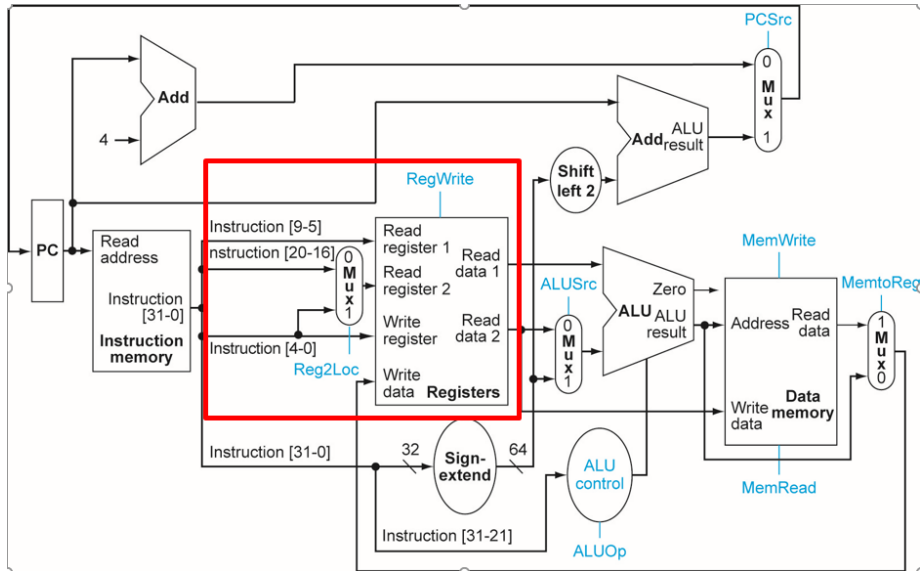 PCSrc
0
Mux
1
Add
4
Add ALU
result
Shift
left 2
RegWrite
PC
Read
address
Instruction
[31-0]
Instruction
memory
Instruction [9-5]
nstruction [20-16]
0
Mux
1
Instruction [4-0]
Reg2Loc
Read
register 1
Read
register 2
Write
register
Write
data
Read
data 1
Read
data 2
Registers
ALUSrc
0
Mux
1
Zero
ALU ALU
result
MemWrite
Address
Read
data
Write
data
Data
memory
MemRead
MemtoReg
1
Mux
0
Instruction [31-0]
32
Sign-
extend
64
ALU
control
Instruction [31-21]
ALUOp